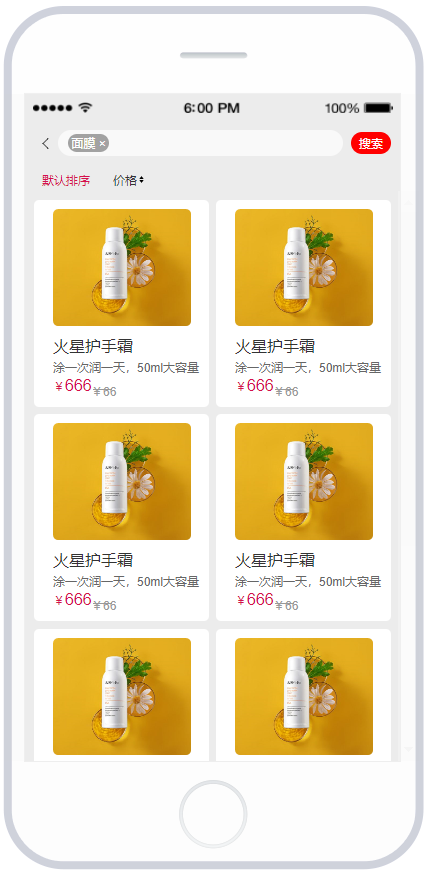 6:00 PM 100%
面膜 × 搜索
默认排序 价格
火星护手霜 火星护手霜
涂一次润一天，50ml大容量 涂一次润一天，50ml大容量
¥666 ¥66 ¥666 ¥66
火星护手霜 火星护手霜
涂一次润一天，50ml大容量 涂一次润一天，50ml大容量
¥666 ¥66 ¥666 ¥66